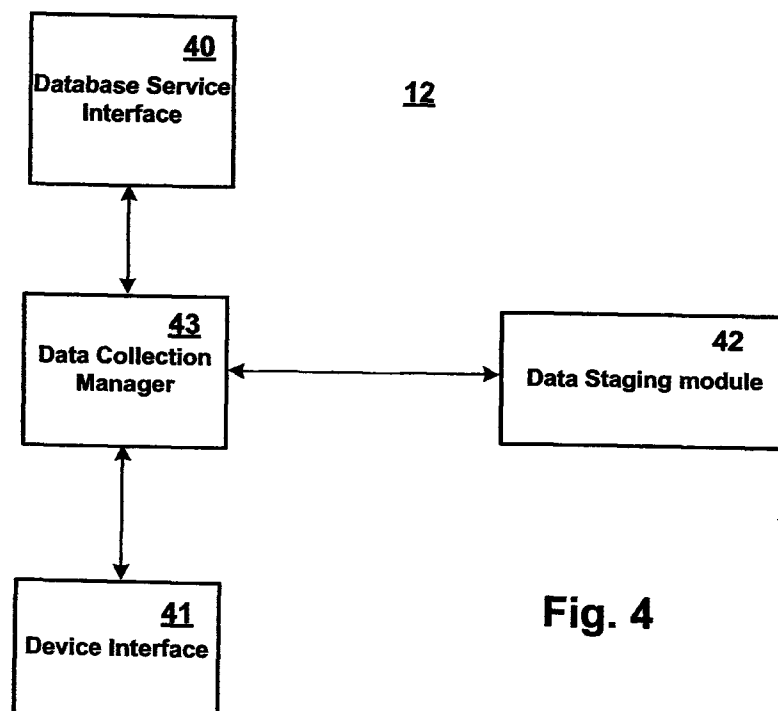 40
Database Service
Interface
12
43
Data Collection
Manager
42
Data Staging module
41
Device Interface
Fig. 4